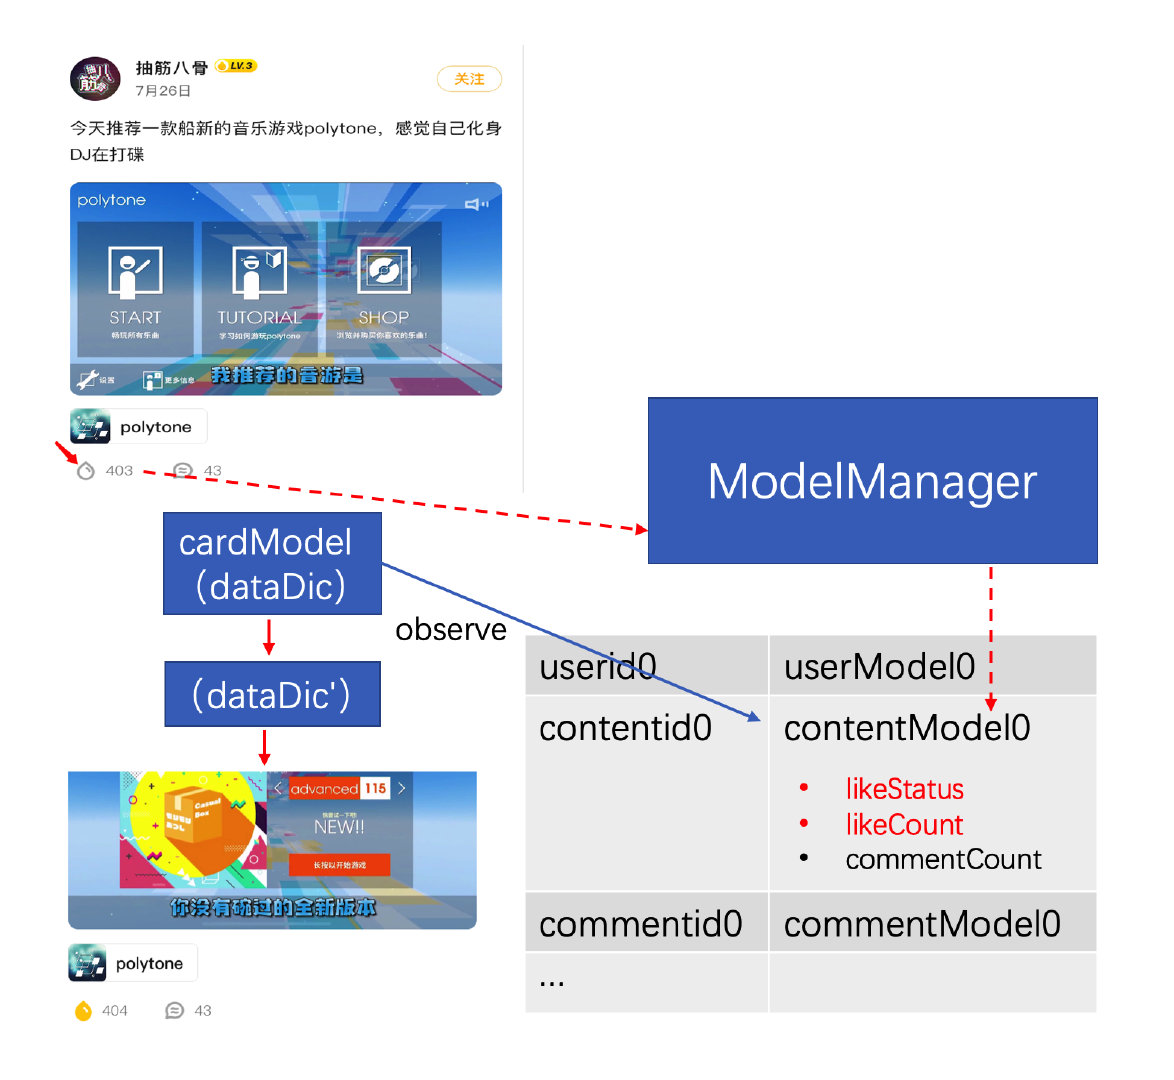 抽筋八骨 LV.3
7月26日
关注
今天推荐一款船新的音乐游戏polytone，感觉自己化身
DJ在打碟
polytone
START
畅玩所有乐曲
TUTORIAL
学习如何游玩polytone
SHOP
浏览并购买你喜欢的乐曲!
设置
更多信息
我推荐的音游是
polytone
403
43
ModelManager
cardModel
（dataDic）
observe
（dataDic'）
userid0 userModel0
contentid0 contentModel0
• likeStatus
• likeCount
• commentCount
commentid0 commentModel0
...
Casual
Box
advanced 115
NEW!!
长按以开始游戏
你没有碗过的全新版本
polytone
404
43